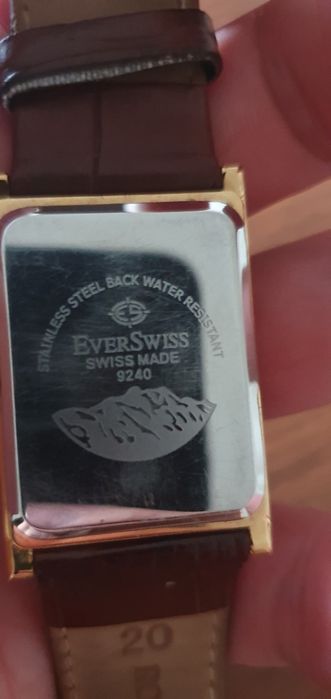 STAINLESS STEEL BACK WATER RESISTANT
ES
EVERSWISS
SWISS MADE
9240
20